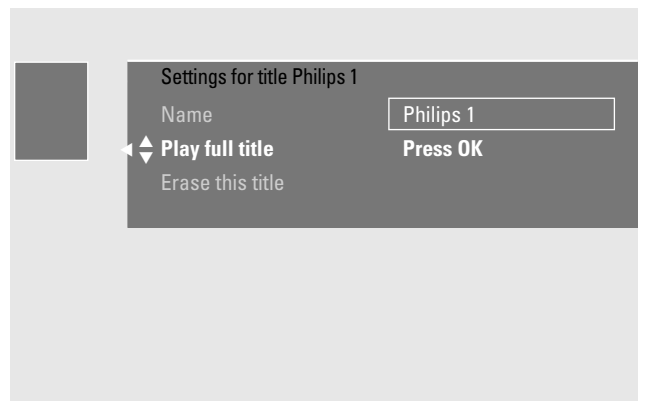 Settings for title Philips 1
Name Philips 1
Play full title Press OK
Erase this title